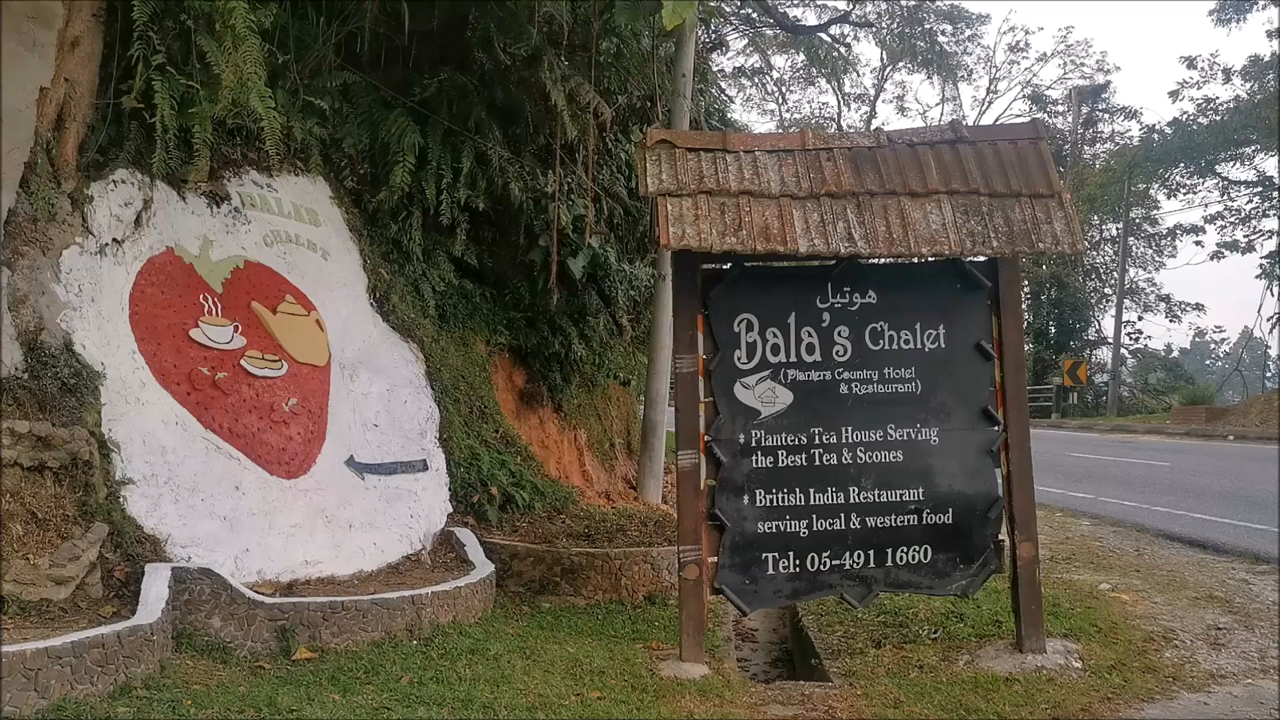 BALAS
CHALET
هوتيل
Bala's Chalet
(Planters Country Hotel
& Restaurant)
* Planters Tea House Serving
the Best Tea & Scones
* British India Restaurant
serving local & western food
Tel: 05-491 1660